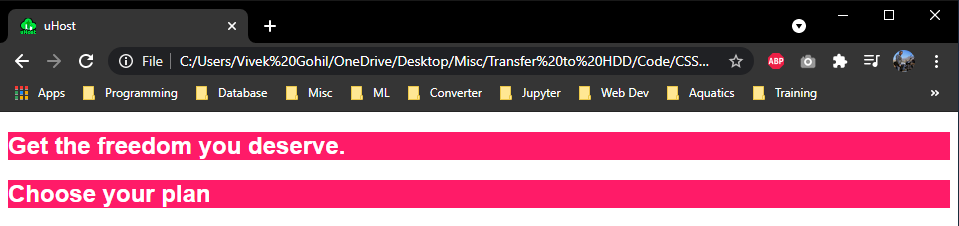 uHost
uHost
File C:/Users/Vivek%20Gohil/OneDrive/Desktop/Misc/Transfer%20to%20HDD/Code/CSS...
ABP
Apps Programming Database Misc ML Converter Jupyter Web Dev Aquatics Training »
Get the freedom you deserve.
Choose your plan